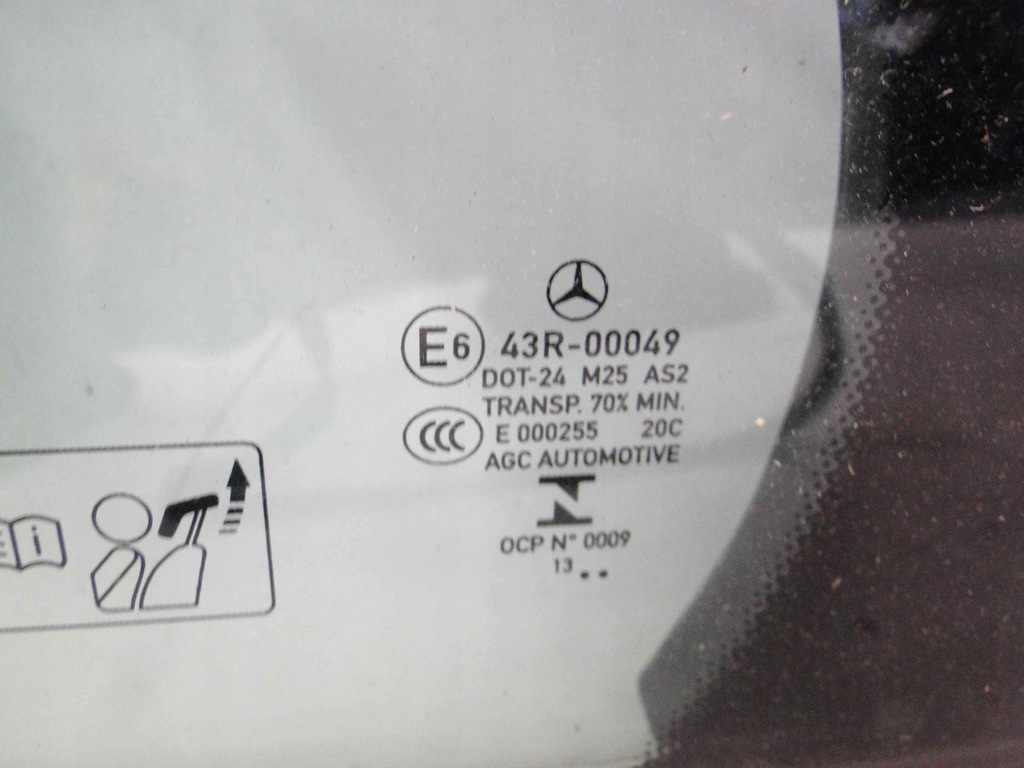 E6 43R-00049
DOT-24 M25 AS2
TRANSP. 70% MIN.
CCC E 000255 20C
AGC AUTOMOTIVE
i
OCP N° 0009
13 . .